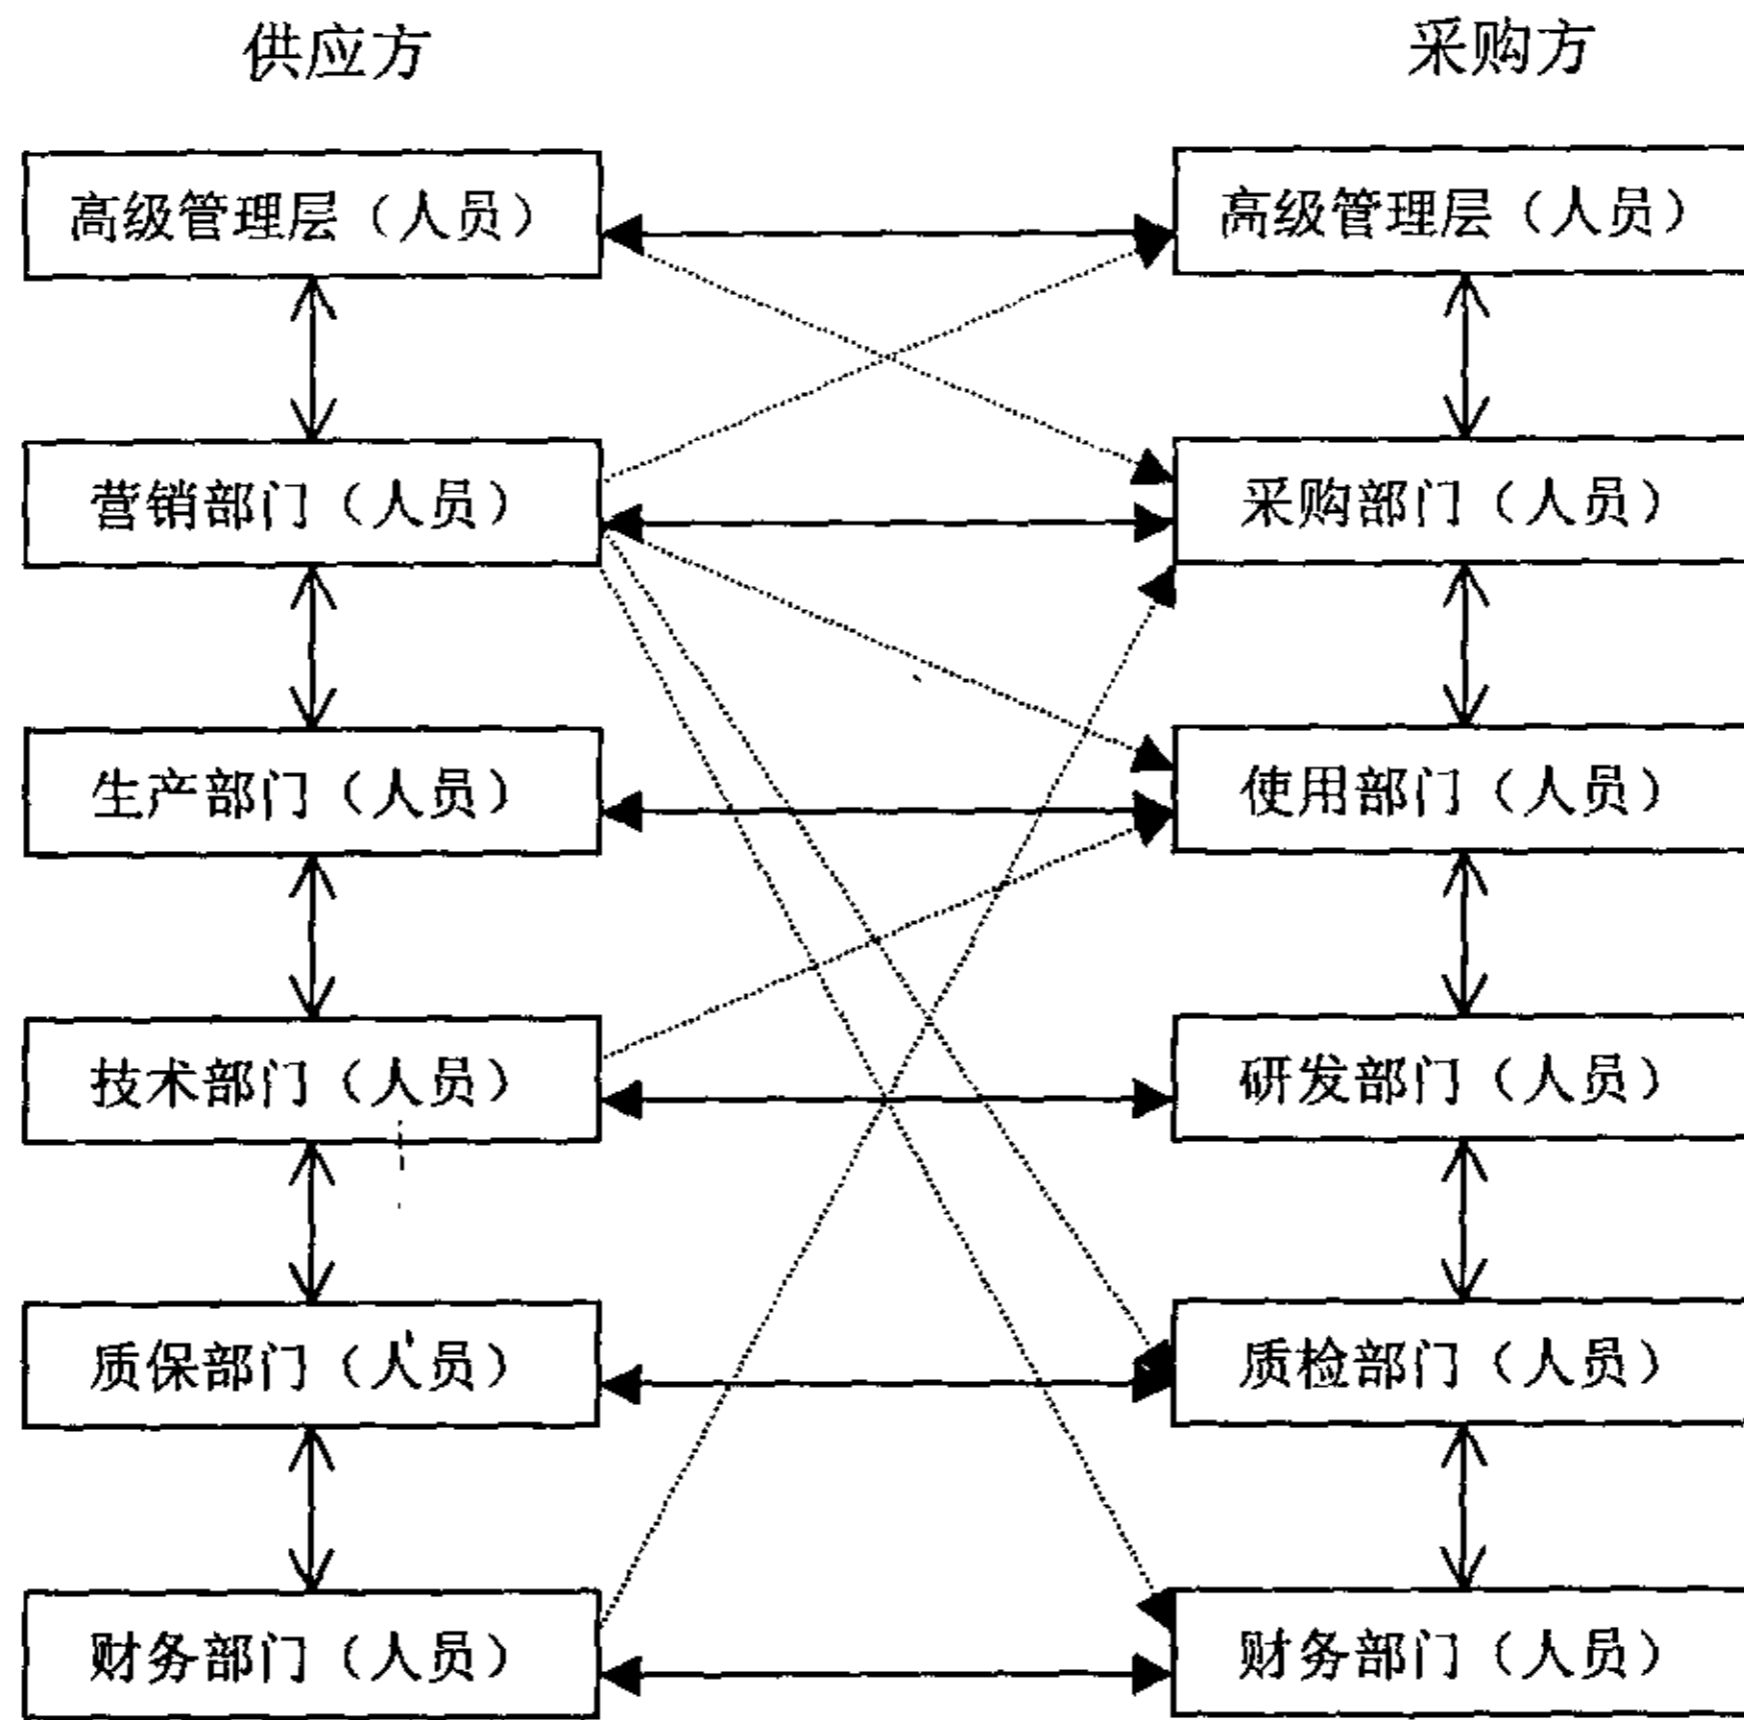 供应方
采购方
高级管理层（人员）
高级管理层（人员）
营销部门（人员）
采购部门（人员）
生产部门（人员）
使用部门（人员）
技术部门（人员）
研发部门（人员）
质保部门（人员）
质检部门（人员）
财务部门（人员）
财务部门（人员）